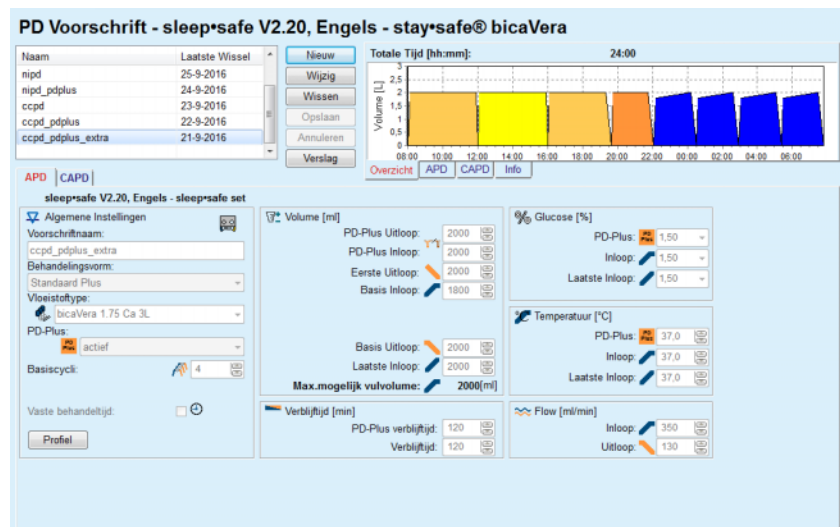 PD Voorschrift - sleep•safe V2.20, Engels - stay•safe® bicaVera
Naam Laatste Wissel
nipd 25-9-2016
nipd_pdplus 24-9-2016
ccpd 23-9-2016
ccpd_pdplus 22-9-2016
ccpd_pdplus_extra 21-9-2016
Nieuw
Wijzig
Wissen
Opslaan
Annuleren
Verslag
Totale Tijd [hh:mm]: 24:00
Volume [L]
3
2,5
2
1,5
1
0,5
0
08:00 10:00 12:00 14:00 16:00 18:00 20:00 22:00 00:00 02:00 04:00 06:00
Overzicht APD CAPD Info
APD CAPD
sleep•safe V2.20, Engels - sleep•safe set
Algemene Instellingen
Voorschriftnaam:
ccpd_pdplus_extra
Behandelingsvorm:
Standaard Plus
Vloeistoftype:
bicaVera 1.75 Ca 3L
PD-Plus:
PD Plus actief
Basiscycli: 4
Vaste behandeltijd:
Profiel
Volume [ml]
PD-Plus Uitloop: 2000
PD-Plus Inloop: 2000
Eerste Uitloop: 2000
Basis Inloop: 1800
Basis Uitloop: 2000
Laatste Inloop: 2000
Max.mogelijk vulvolume: 2000[ml]
Verblijftijd [min]
PD-Plus verblijftijd: 120
Verblijftijd: 120
Glucose [%]
PD-Plus: PD Plus 1,50
Inloop: 1,50
Laatste Inloop: 1,50
Temperatuur [°C]
PD-Plus: PD Plus 37,0
Inloop: 37,0
Laatste Inloop: 37,0
Flow [ml/min]
Inloop: 350
Uitloop: 130